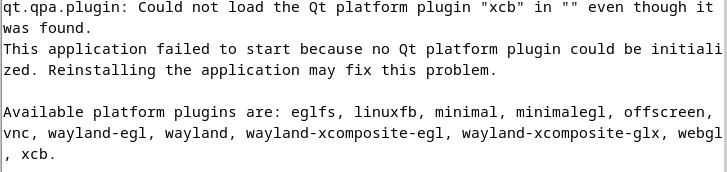 qt.qpa.plugin: Could not load the Qt platform plugin "xcb" in "" even though it
was found.
This application failed to start because no Qt platform plugin could be initiali
zed. Reinstalling the application may fix this problem.

Available platform plugins are: eglfs, linuxfb, minimal, minimalegl, offscreen,
vnc, wayland-egl, wayland, wayland-xcomposite-egl, wayland-xcomposite-glx, webgl
, xcb.